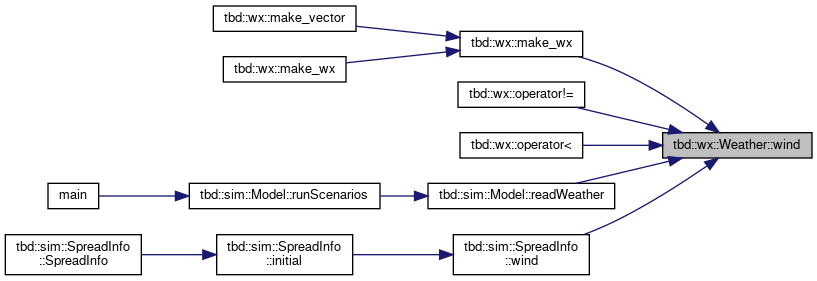 tbd::wx::make_vector
tbd::wx::make_wx
tbd::wx::make_wx
tbd::wx::operator!=
tbd::wx::Weather::wind
tbd::wx::operator<
main
tbd::sim::Model::runScenarios
tbd::sim::Model::readWeather
tbd::sim::SpreadInfo
::SpreadInfo
tbd::sim::SpreadInfo
::initial
tbd::sim::SpreadInfo
::wind